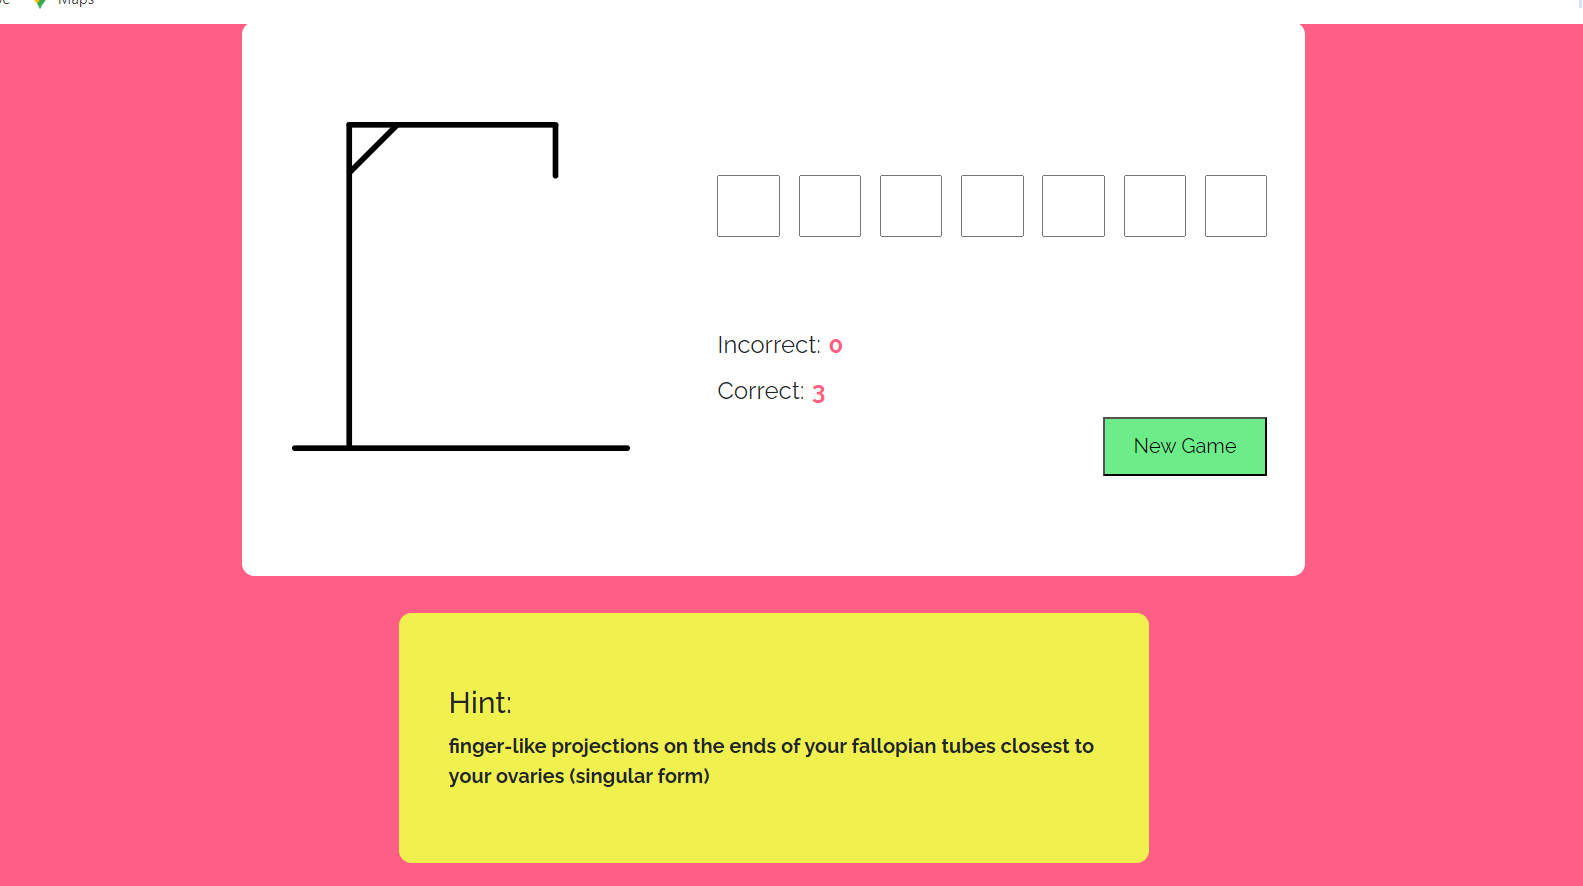 Maps
Incorrect: 0
Correct: 3
New Game
Hint:
finger-like projections on the ends of your fallopian tubes closest to
your ovaries (singular form)